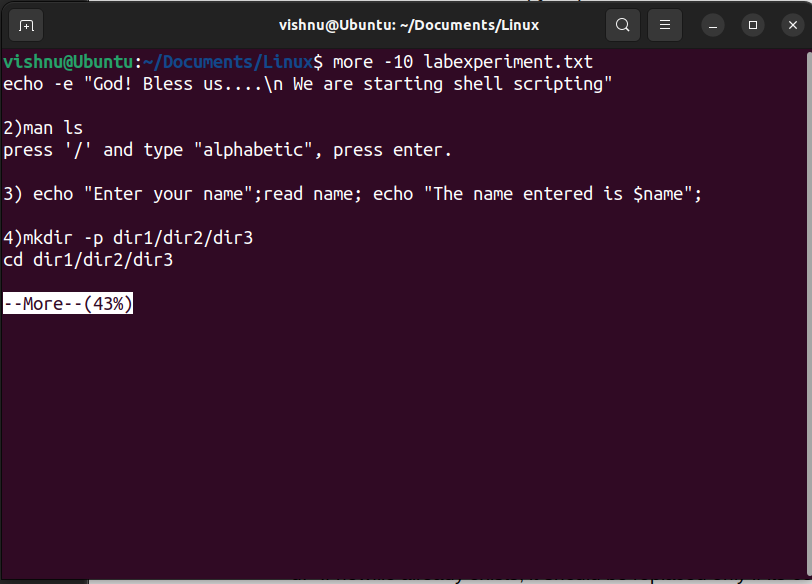 vishnu@Ubuntu: ~/Documents/Linux
vishnu@Ubuntu:~/Documents/Linux$ more -10 labexperiment.txt
echo -e "God! Bless us....\n We are starting shell scripting"
2)man ls
press '/' and type "alphabetic", press enter.
3) echo "Enter your name";read name; echo "The name entered is $name";
4)mkdir -p dir1/dir2/dir3
cd dir1/dir2/dir3
--More--(43%)